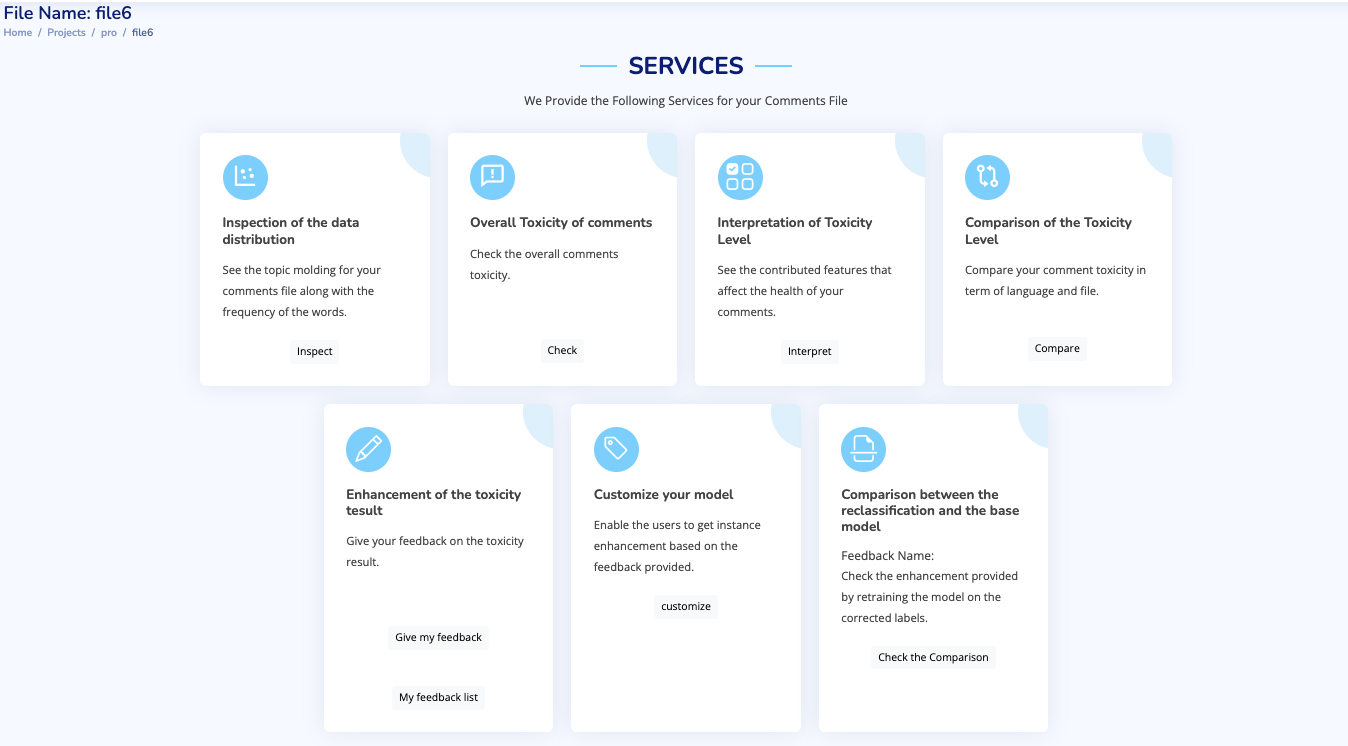 File Name: file6
Home / Projects / pro / file6
SERVICES
We Provide the Following Services for your Comments File
Inspection of the data
distribution
See the topic molding for your
comments file along with the
frequency of the words.
Inspect
Overall Toxicity of comments
Check the overall comments
toxicity.
Check
Interpretation of Toxicity
Level
See the contributed features that
affect the health of your
comments.
Interpret
Comparison of the Toxicity
Level
Compare your comment toxicity in
term of language and file.
Compare
Enhancement of the toxicity
tesult
Give your feedback on the toxicity
result.
Give my feedback
My feedback list
Customize your model
Enable the users to get instance
enhancement based on the
feedback provided.
customize
Comparison between the
reclassification and the base
model
Feedback Name:
Check the enhancement provided
by retraining the model on the
corrected labels.
Check the Comparison